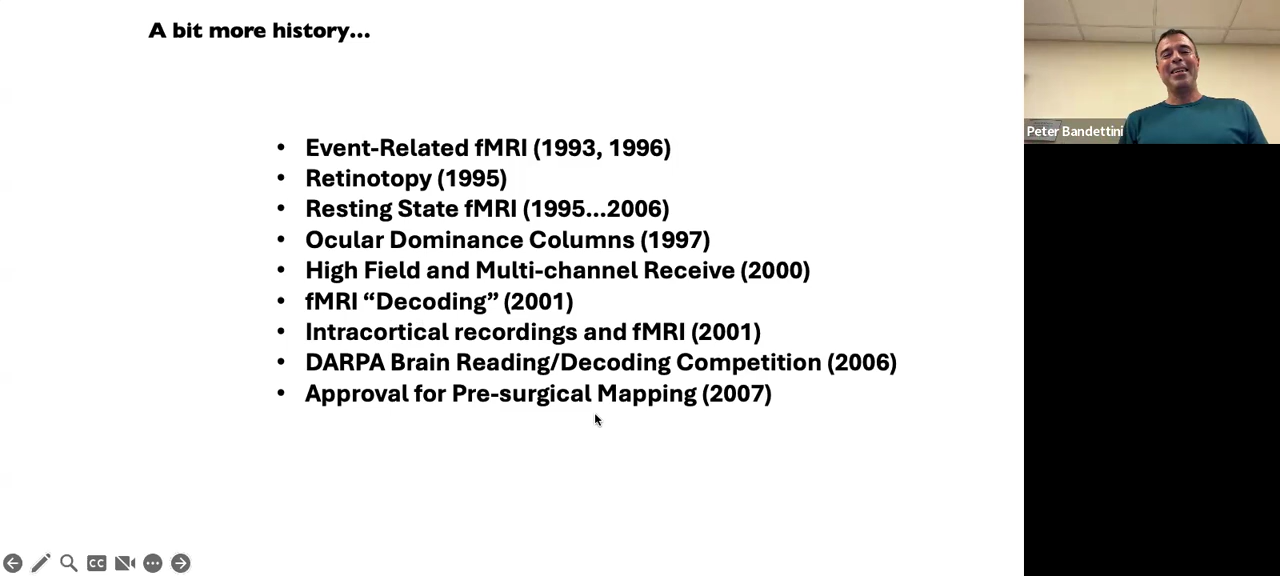 A bit more history...
• Event-Related fMRI (1993, 1996)
• Retinotopy (1995)
• Resting State fMRI (1995...2006)
• Ocular Dominance Columns (1997)
• High Field and Multi-channel Receive (2000)
• fMRI “Decoding” (2001)
• Intracortical recordings and fMRI (2001)
• DARPA Brain Reading/Decoding Competition (2006)
• Approval for Pre-surgical Mapping (2007)
Peter Bandettini
CC